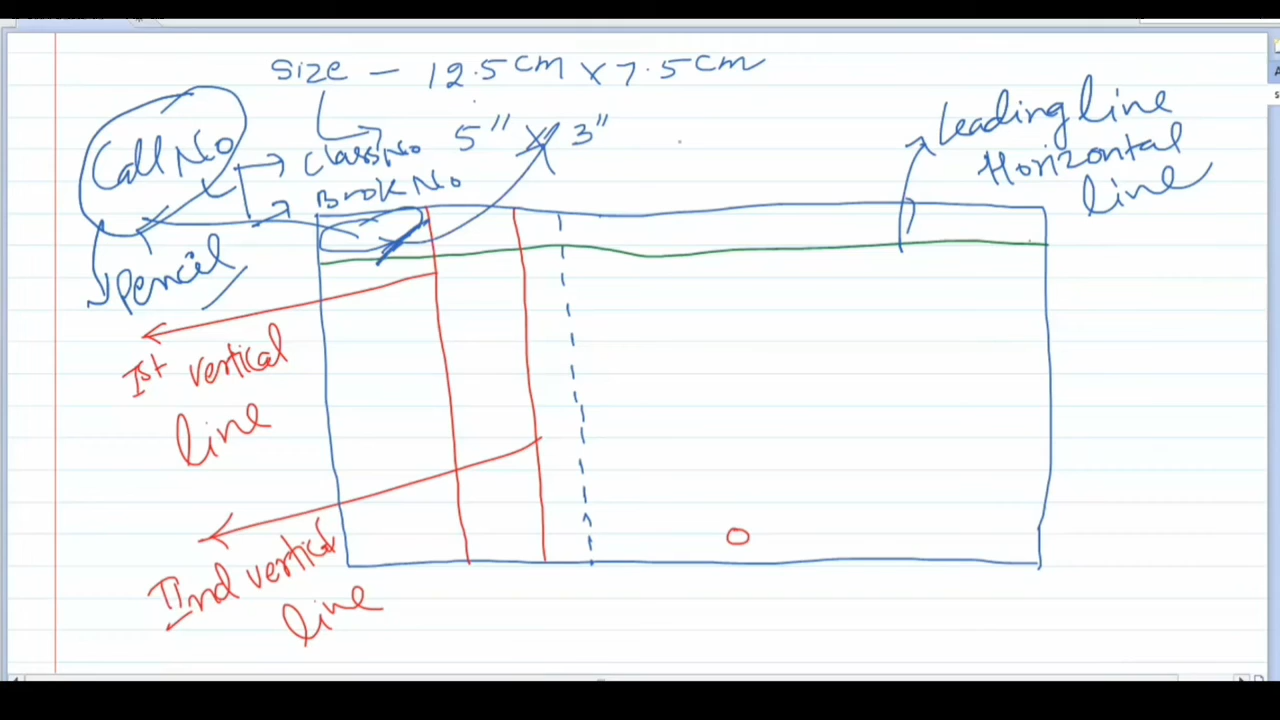 Size - 12.5 cm x 7.5 cm
5" x 3"
Call No
Class No
Book No
Pencil
Leading line
Horizontal
line
Ist vertical
line
IInd vertical
line